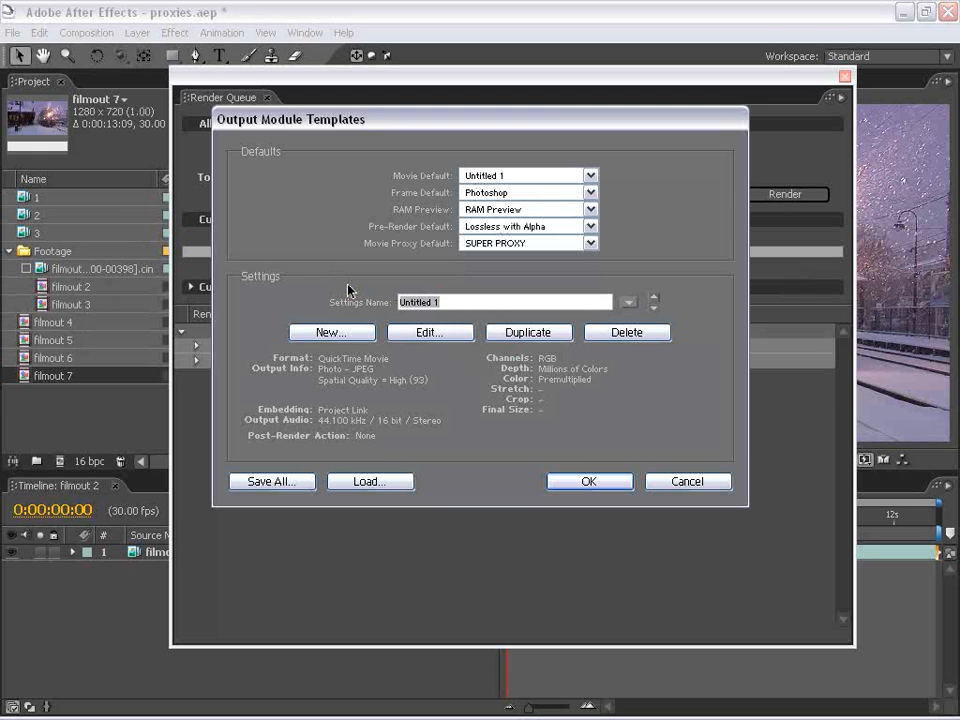 Adobe After Effects - proxies.aep *
File Edit Composition Layer Effect Animation View Window Help
Workspace: Standard
Project
filmout 7
1280 x 720 (1.00)
Δ 0:00:13:09, 30.00
Render Queue
Render
Name
1
2
3
Footage
filmout...00-00398].cin
filmout 2
filmout 3
filmout 4
filmout 5
filmout 6
filmout 7
16 bpc
Output Module Templates
Defaults
Movie Default: Untitled 1
Frame Default: Photoshop
RAM Preview: RAM Preview
Pre-Render Default: Lossless with Alpha
Movie Proxy Default: SUPER PROXY
Settings
Settings Name: Untitled 1
New... Edit... Duplicate Delete
Format: QuickTime Movie
Output Info: Photo - JPEG
Spatial Quality = High (93)
Embedding: Project Link
Output Audio: 44.100 kHz / 16 bit / Stereo
Post-Render Action: None
Channels: RGB
Depth: Millions of Colors
Color: Premultiplied
Stretch: -
Crop: -
Final Size: -
Save All... Load... OK Cancel
Timeline: filmout 2
0:00:00:00 (30.00 fps)
12s
# Source
1